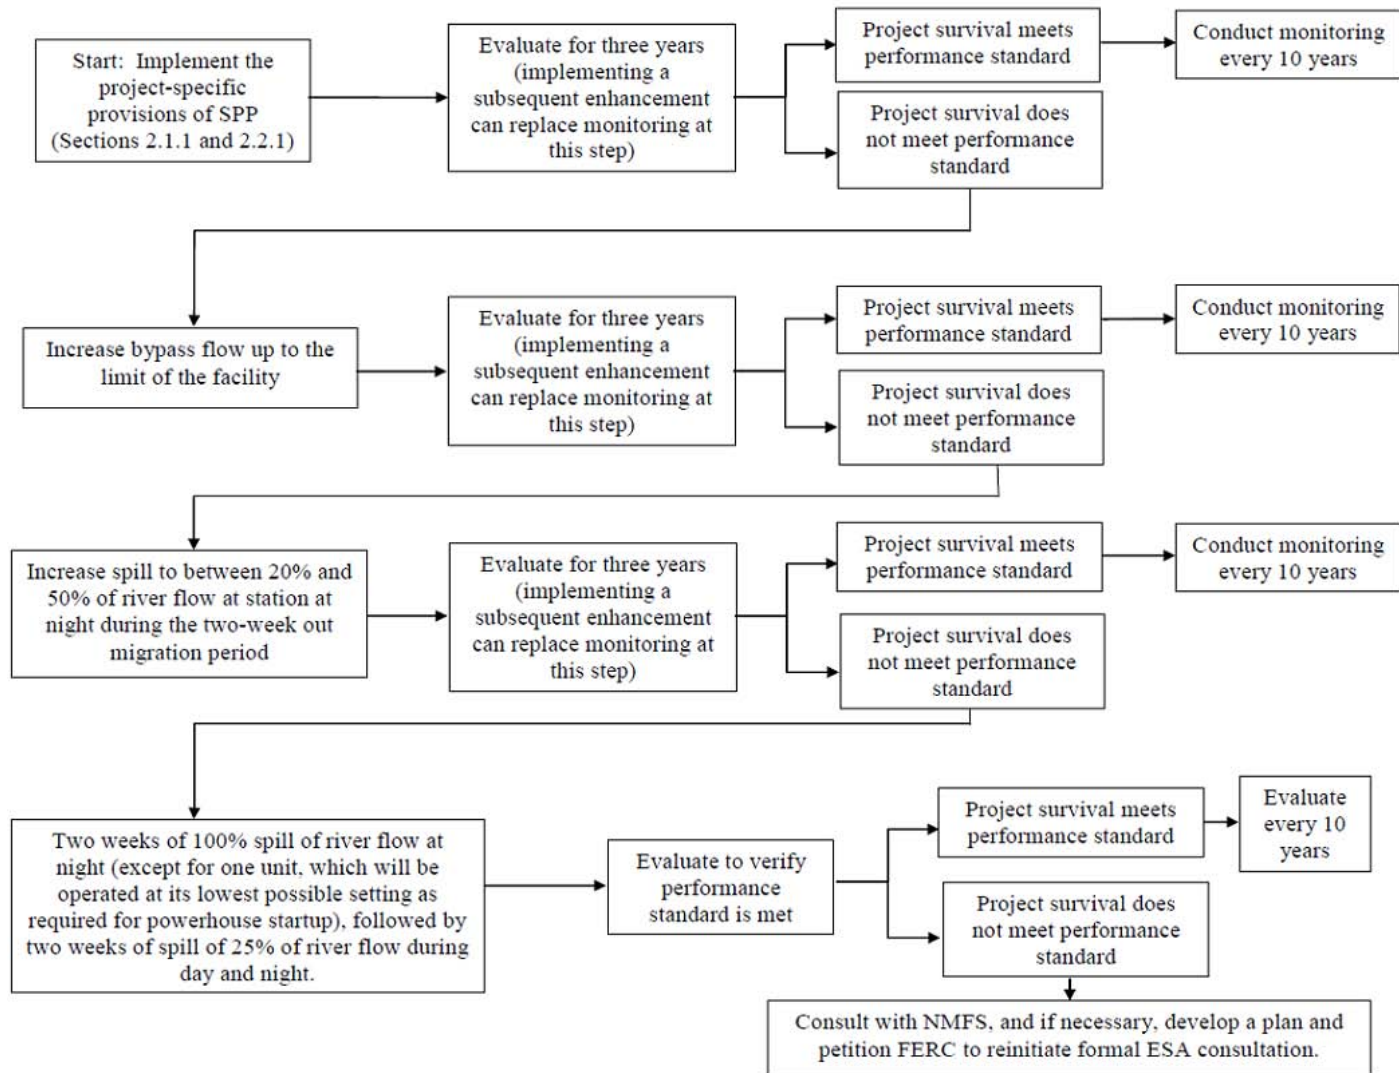 Start: Implement the
project-specific
provisions of SPP
(Sections 2.1.1 and 2.2.1)
Evaluate for three years
(implementing a
subsequent enhancement
can replace monitoring at
this step)
Project survival meets
performance standard
Conduct monitoring
every 10 years
Project survival does
not meet performance
standard
Increase bypass flow up to the
limit of the facility
Evaluate for three years
(implementing a
subsequent enhancement
can replace monitoring at
this step)
Project survival meets
performance standard
Conduct monitoring
every 10 years
Project survival does
not meet performance
standard
Increase spill to between 20% and
50% of river flow at station at
night during the two-week out
migration period
Evaluate for three years
(implementing a
subsequent enhancement
can replace monitoring at
this step)
Project survival meets
performance standard
Conduct monitoring
every 10 years
Project survival does
not meet performance
standard
Two weeks of 100% spill of river flow at
night (except for one unit, which will be
operated at its lowest possible setting as
required for powerhouse startup), followed by
two weeks of spill of 25% of river flow during
day and night.
Evaluate to verify
performance
standard is met
Project survival meets
performance standard
Evaluate
every 10
years
Project survival does
not meet performance
standard
Consult with NMFS, and if necessary, develop a plan and
petition FERC to reinitiate formal ESA consultation.